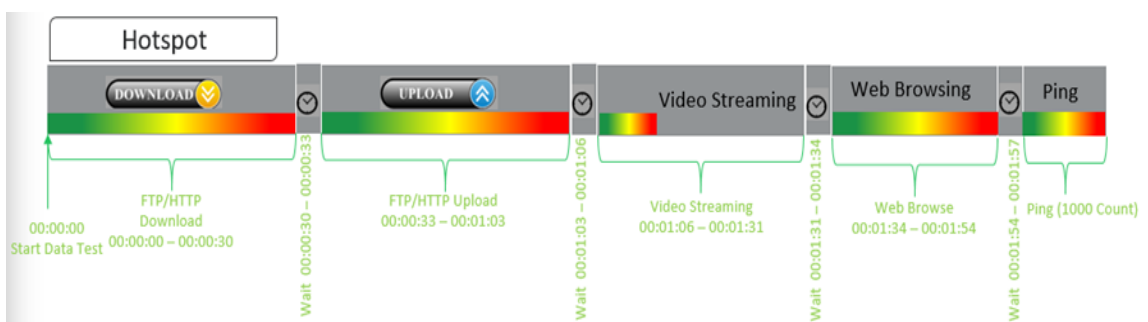 Hotspot
DOWNLOAD
UPLOAD
Video Streaming
Web Browsing
Ping
00:00:00
Start Data Test
FTP/HTTP
Download
00:00:00 – 00:00:30
Wait 00:00:30 – 00:00:33
FTP/HTTP Upload
00:00:33 – 00:01:03
Wait 00:01:03 – 00:01:06
Video Streaming
00:01:06 – 00:01:31
Wait 00:01:31 – 00:01:34
Web Browse
00:01:34 – 00:01:54
Wait 00:01:54 – 00:01:57
Ping (1000 Count)